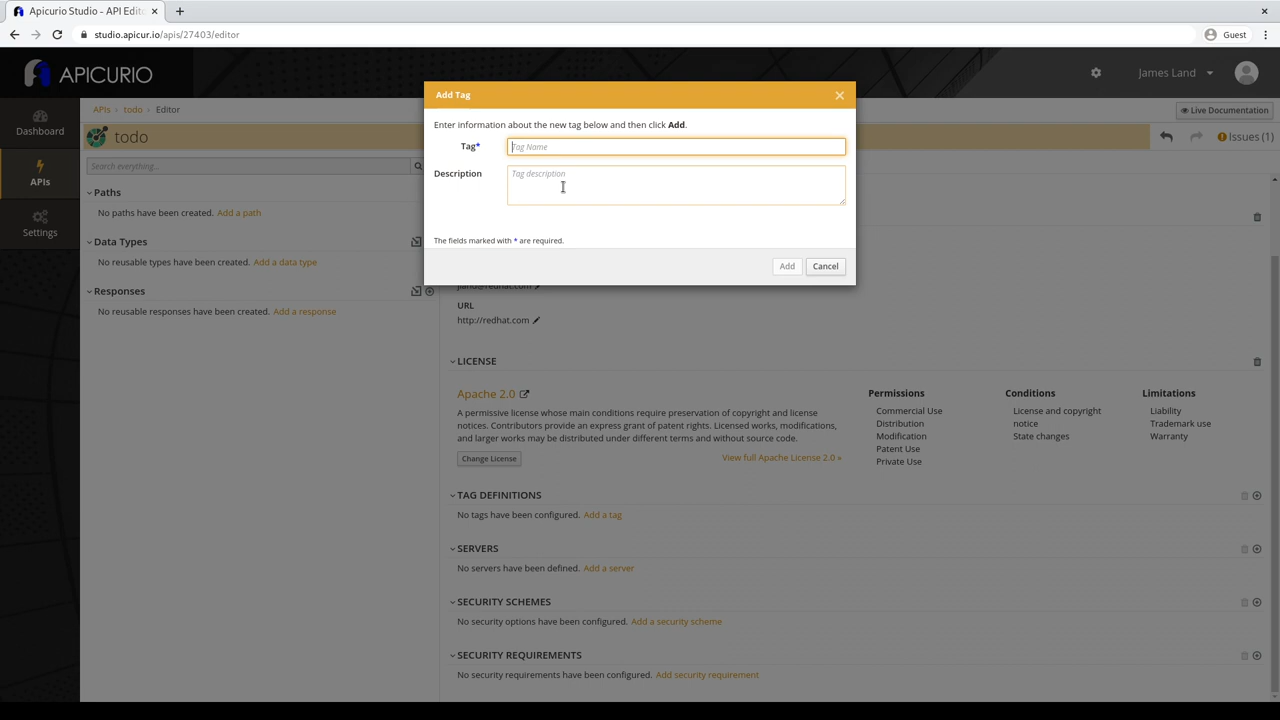 Apicurio Studio - API Edito
studio.apicur.io/apis/27403/editor
Guest
APICURIO
James Land
Dashboard
APIs
Settings
APIs todo Editor
Live Documentation
todo
Issues (1)
Search everything...
Paths
No paths have been created. Add a path
Data Types
No reusable types have been created. Add a data type
Responses
No reusable responses have been created. Add a response
Add Tag
Enter information about the new tag below and then click Add.
Tag*
Tag Name
Description
Tag description
The fields marked with * are required.
Add
Cancel
jland@redhat.com
URL
http://redhat.com
LICENSE
Apache 2.0
A permissive license whose main conditions require preservation of copyright and license
notices. Contributors provide an express grant of patent rights. Licensed works, modifications,
and larger works may be distributed under different terms and without source code.
Change License
View full Apache License 2.0 »
Permissions
Commercial Use
Distribution
Modification
Patent Use
Private Use
Conditions
License and copyright
notice
State changes
Limitations
Liability
Trademark use
Warranty
TAG DEFINITIONS
No tags have been configured. Add a tag
SERVERS
No servers have been defined. Add a server
SECURITY SCHEMES
No security options have been configured. Add a security scheme
SECURITY REQUIREMENTS
No security requirements have been configured. Add security requirement